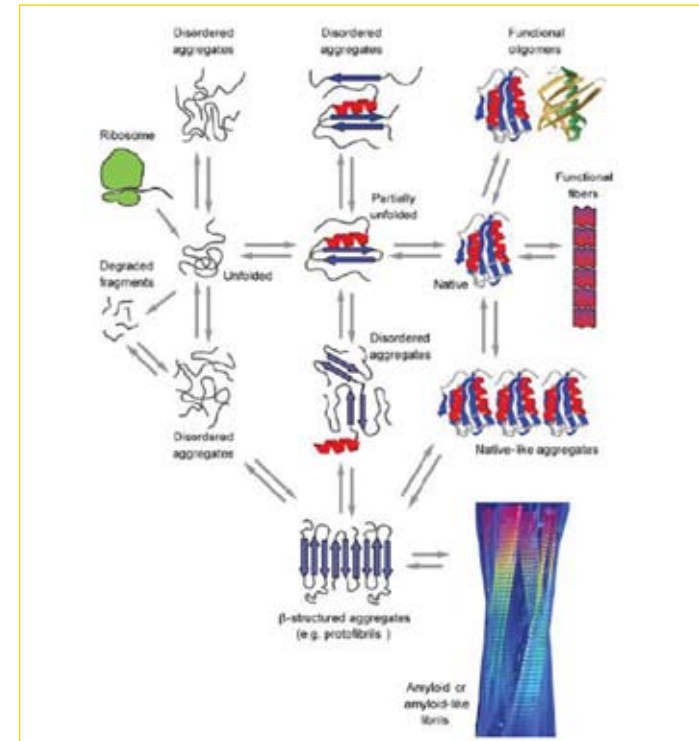 Disordered
aggregates
Disordered
aggregates
Functional
oligomers
Ribosome
Functional
fibers
Partially
unfolded
Degraded
fragments
Unfolded
Native
Disordered
aggregates
Disordered
aggregates
Native-like aggregates
β-structured aggregates
(e.g. protofibrils )
Amyloid or
amyloid-like
fibrils